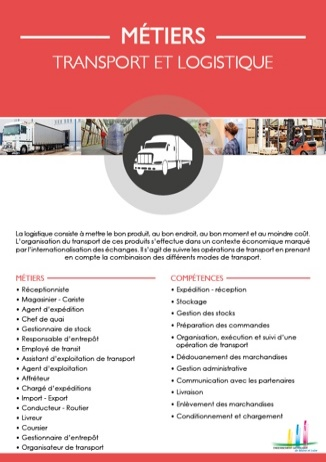 MÉTIERS
TRANSPORT ET LOGISTIQUE
La logistique consiste à mettre le bon produit, au bon endroit, au bon moment et au moindre coût.
L'organisation du transport de ces produits s'effectue dans un contexte économique marqué
par l'internationalisation des échanges. Il s'agit de suivre les opérations de transport en prenant
en compte la combinaison des différents modes de transport.
MÉTIERS
• Réceptionniste
• Magasinier - Cariste
• Agent d'expédition
• Chef de quai
• Gestionnaire de stock
• Responsable d'entrepôt
• Employé de transit
• Assistant d'exploitation de transport
• Agent d'exploitation
• Affréteur
• Chargé d'expéditions
• Import - Export
• Conducteur - Routier
• Livreur
• Coursier
• Gestionnaire d'entrepôt
• Organisateur de transport
COMPÉTENCES
• Expédition - réception
• Stockage
• Gestion des stocks
• Préparation des commandes
• Organisation, exécution et suivi d'une
opération de transport
• Dédouanement des marchandises
• Gestion administrative
• Communication avec les partenaires
• Livraison
• Enlèvement des marchandises
• Conditionnement et chargement